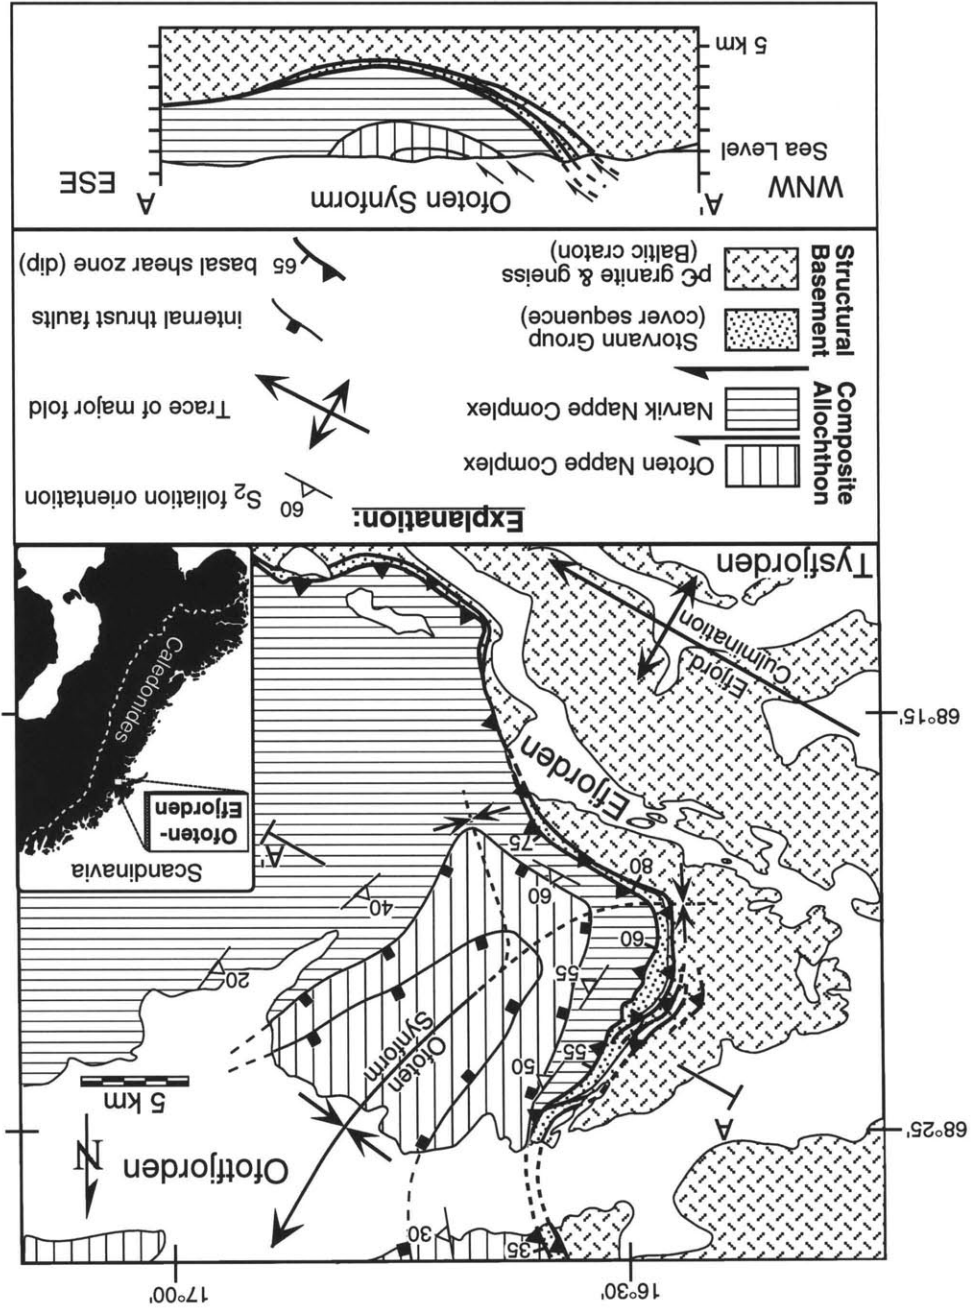 16°30'
17°00'
35
30
Ofotfjorden
N
68°25'
A
5 km
50
55
Ofoten
Synform
55
20
60
40
60
80
75
A'
Scandinavia
Ofoten-
Efjorden
Efjorden
Caledonides
68°15'
Efjord
Culmination
Tysfjorden
Explanation:
Composite
Allochthon
Ofoten Nappe Complex
Narvik Nappe Complex
Structural
Basement
Storvann Group
(cover sequence)
p€ granite & gneiss
(Baltic craton)
60
S2 foliation orientation
Trace of major fold
internal thrust faults
65
basal shear zone (dip)
WNW
A'
Ofoten Synform
A
ESE
Sea Level
5 km